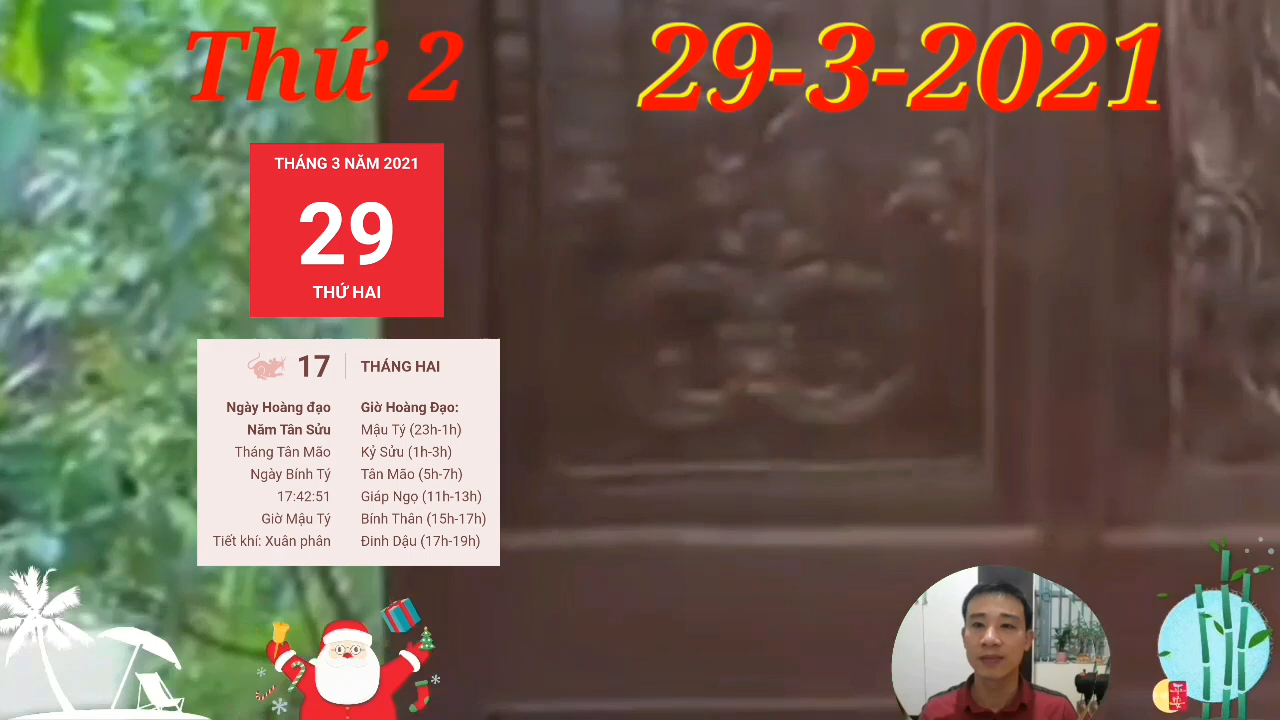 Thứ 2
29-3-2021
THÁNG 3 NĂM 2021
29
THỨ HAI
17
THÁNG HAI
Ngày Hoàng đạo
Năm Tân Sửu
Tháng Tân Mão
Ngày Bính Tý
17:42:51
Giờ Mậu Tý
Tiết khí: Xuân phân
Giờ Hoàng Đạo:
Mậu Tý (23h-1h)
Kỷ Sửu (1h-3h)
Tân Mão (5h-7h)
Giáp Ngọ (11h-13h)
Bính Thân (15h-17h)
Đinh Dậu (17h-19h)